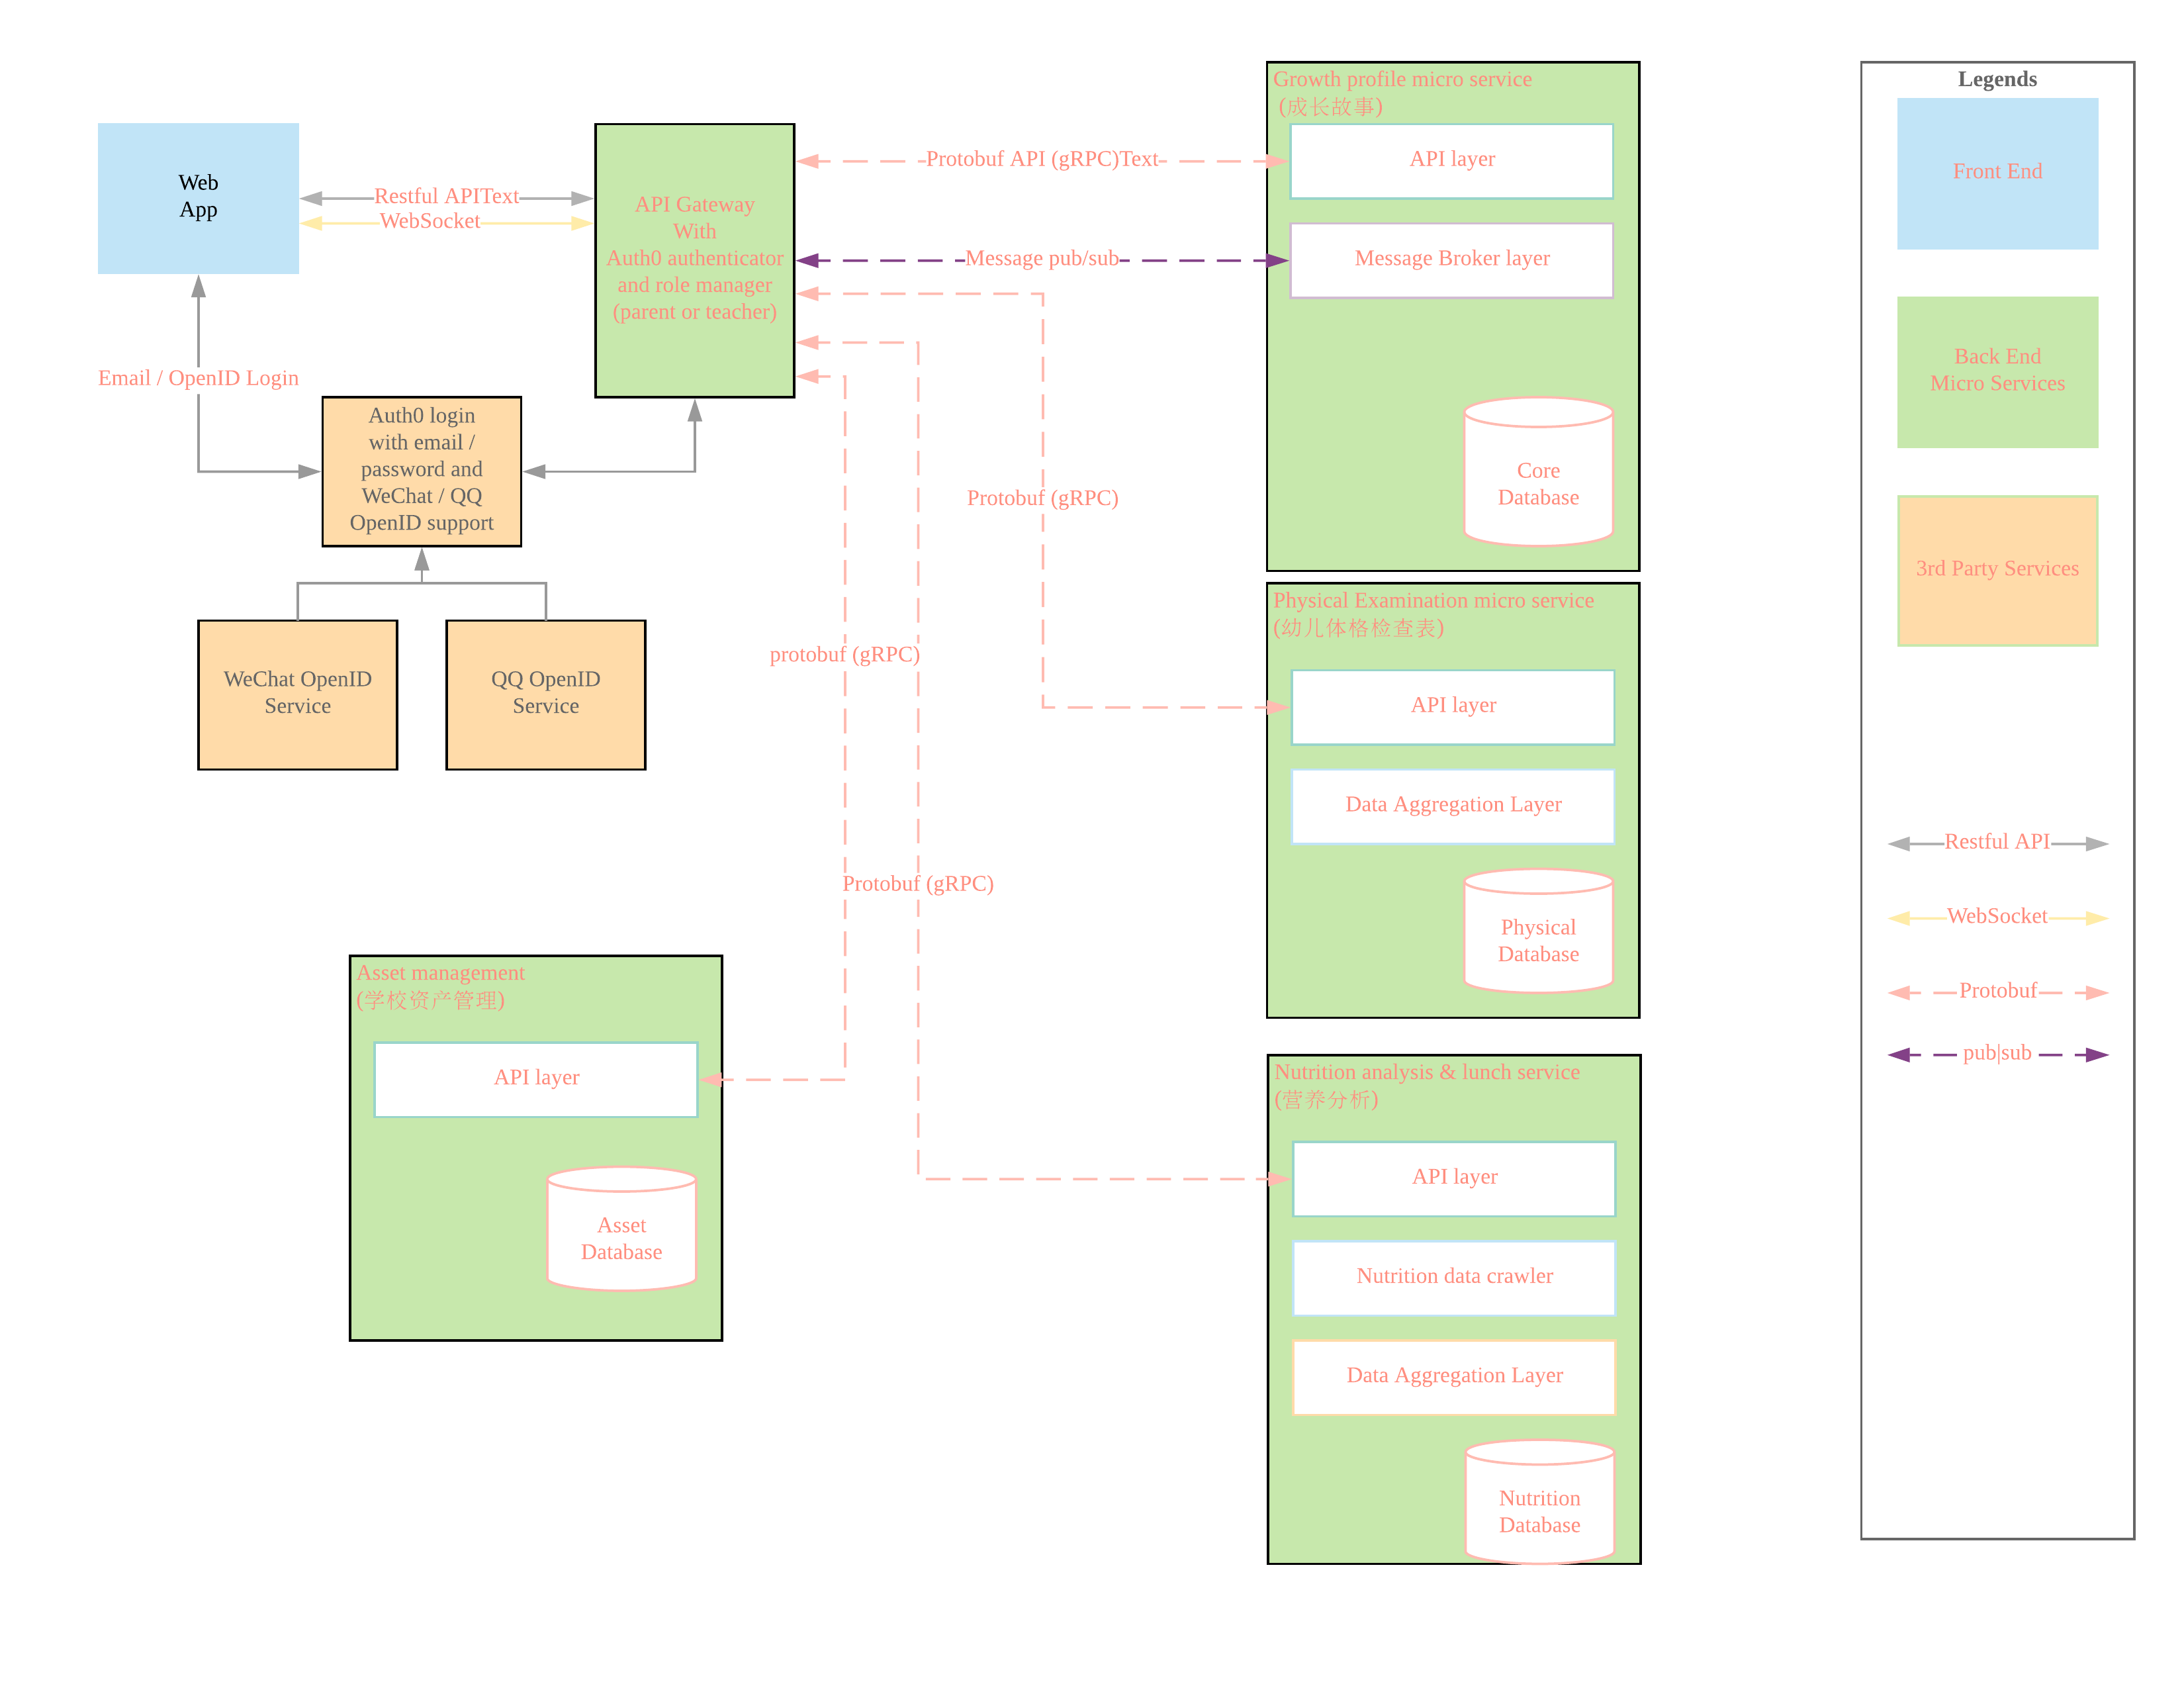 Web
App
Restful APIText
WebSocket
API Gateway
With
Auth0 authenticator
and role manager
(parent or teacher)
Email / OpenID Login
Auth0 login
with email /
password and
WeChat / QQ
OpenID support
WeChat OpenID
Service
QQ OpenID
Service
Protobuf API (gRPC)Text
Message pub/sub
Protobuf (gRPC)
protobuf (gRPC)
Protobuf (gRPC)
Asset management
(学校资产管理)
API layer
Asset
Database
Growth profile micro service
(成长故事)
API layer
Message Broker layer
Core
Database
Physical Examination micro service
(幼儿体格检查表)
API layer
Data Aggregation Layer
Physical
Database
Nutrition analysis & lunch service
(营养分析)
API layer
Nutrition data crawler
Data Aggregation Layer
Nutrition
Database
Legends
Front End
Back End
Micro Services
3rd Party Services
Restful API
WebSocket
Protobuf
pub|sub